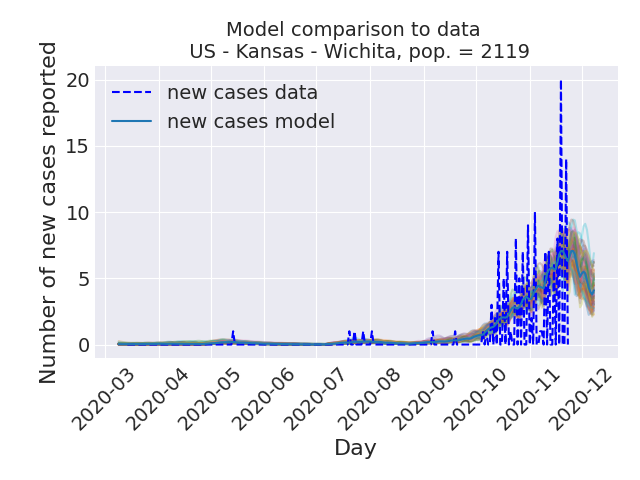 Model comparison to data
US - Kansas - Wichita, pop. = 2119
new cases data
new cases model
Number of new cases reported
20
15
10
5
0
2020-03
2020-04
2020-05
2020-06
2020-07
2020-08
2020-09
2020-10
2020-11
2020-12
Day